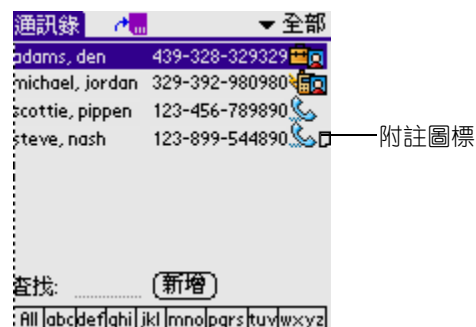 通訊錄 全部
adams, den 439-328-329329
michael, jordan 329-392-980980
scottie, pippen 123-456-789890
steve, nash 123-899-544890 附註圖標
查找: 新增
All abc def ghi jkl mno pqrs tuv wxyz